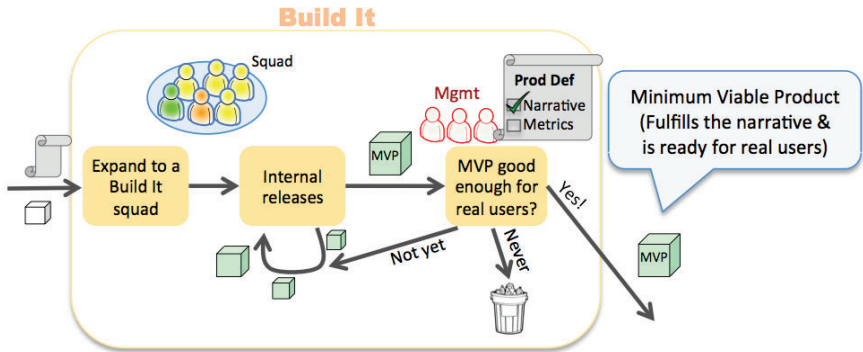 Build It
Squad
Mgmt
Prod Def
Narrative
Metrics
Minimum Viable Product
(Fulfills the narrative &
is ready for real users)
Expand to a
Build It
squad
Internal
releases
MVP
MVP good
enough for
real users?
Yes!
Not yet
Never
MVP